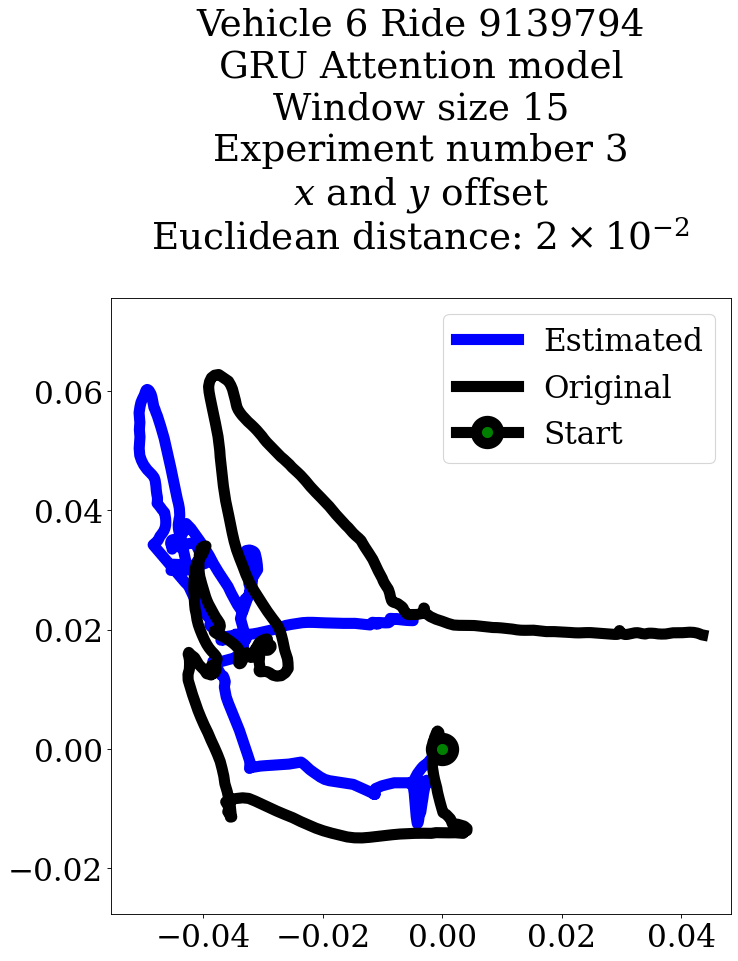 Vehicle 6 Ride 9139794
GRU Attention model
Window size 15
Experiment number 3
x and y offset
Euclidean distance: 2 × 10⁻²
Estimated
Original
Start
0.06
0.04
0.02
0.00
−0.02
−0.04 −0.02 0.00 0.02 0.04